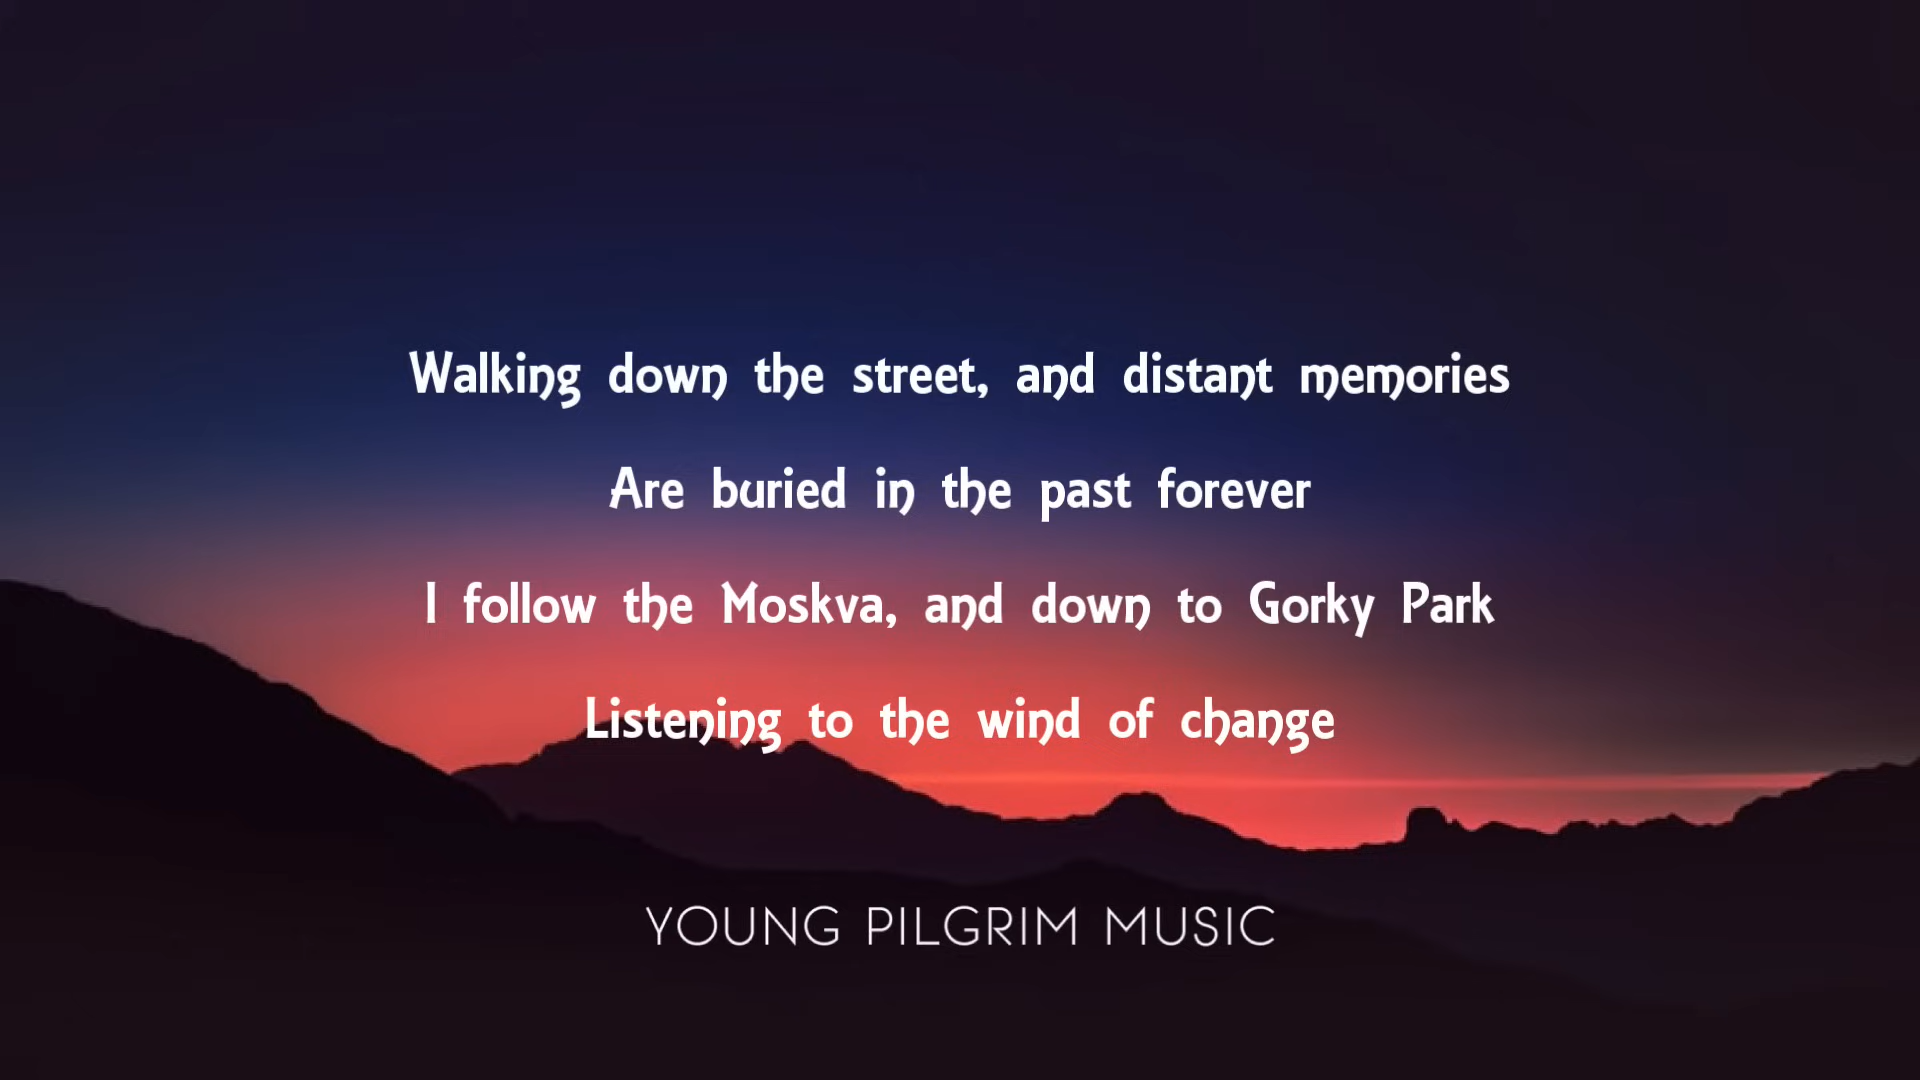 Walking down the street, and distant memories
Are buried in the past forever
I follow the Moskva, and down to Gorky Park
Listening to the wind of change
YOUNG PILGRIM MUSIC